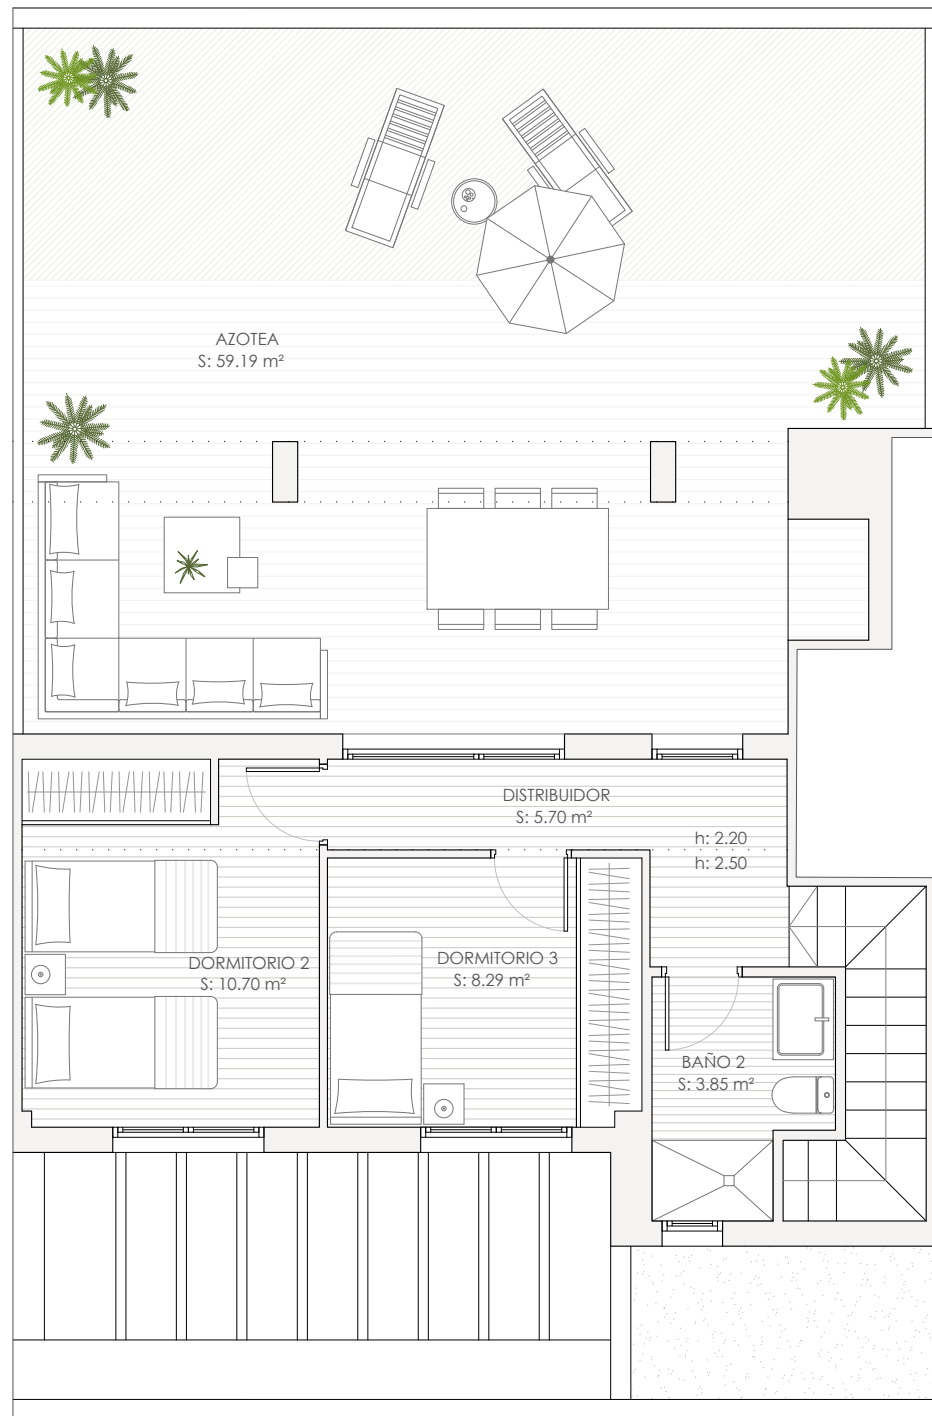 AZOTEA
S: 59.19 m²
DISTRIBUIDOR
S: 5.70 m²
h: 2.20
h: 2.50
DORMITORIO 2
S: 10.70 m²
DORMITORIO 3
S: 8.29 m²
BAÑO 2
S: 3.85 m²